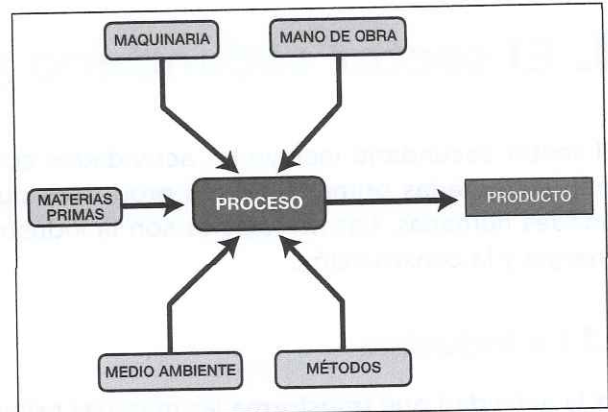 MAQUINARIA
MANO DE OBRA
MATERIAS
PRIMAS
PROCESO
PRODUCTO
MEDIO AMBIENTE
MÉTODOS